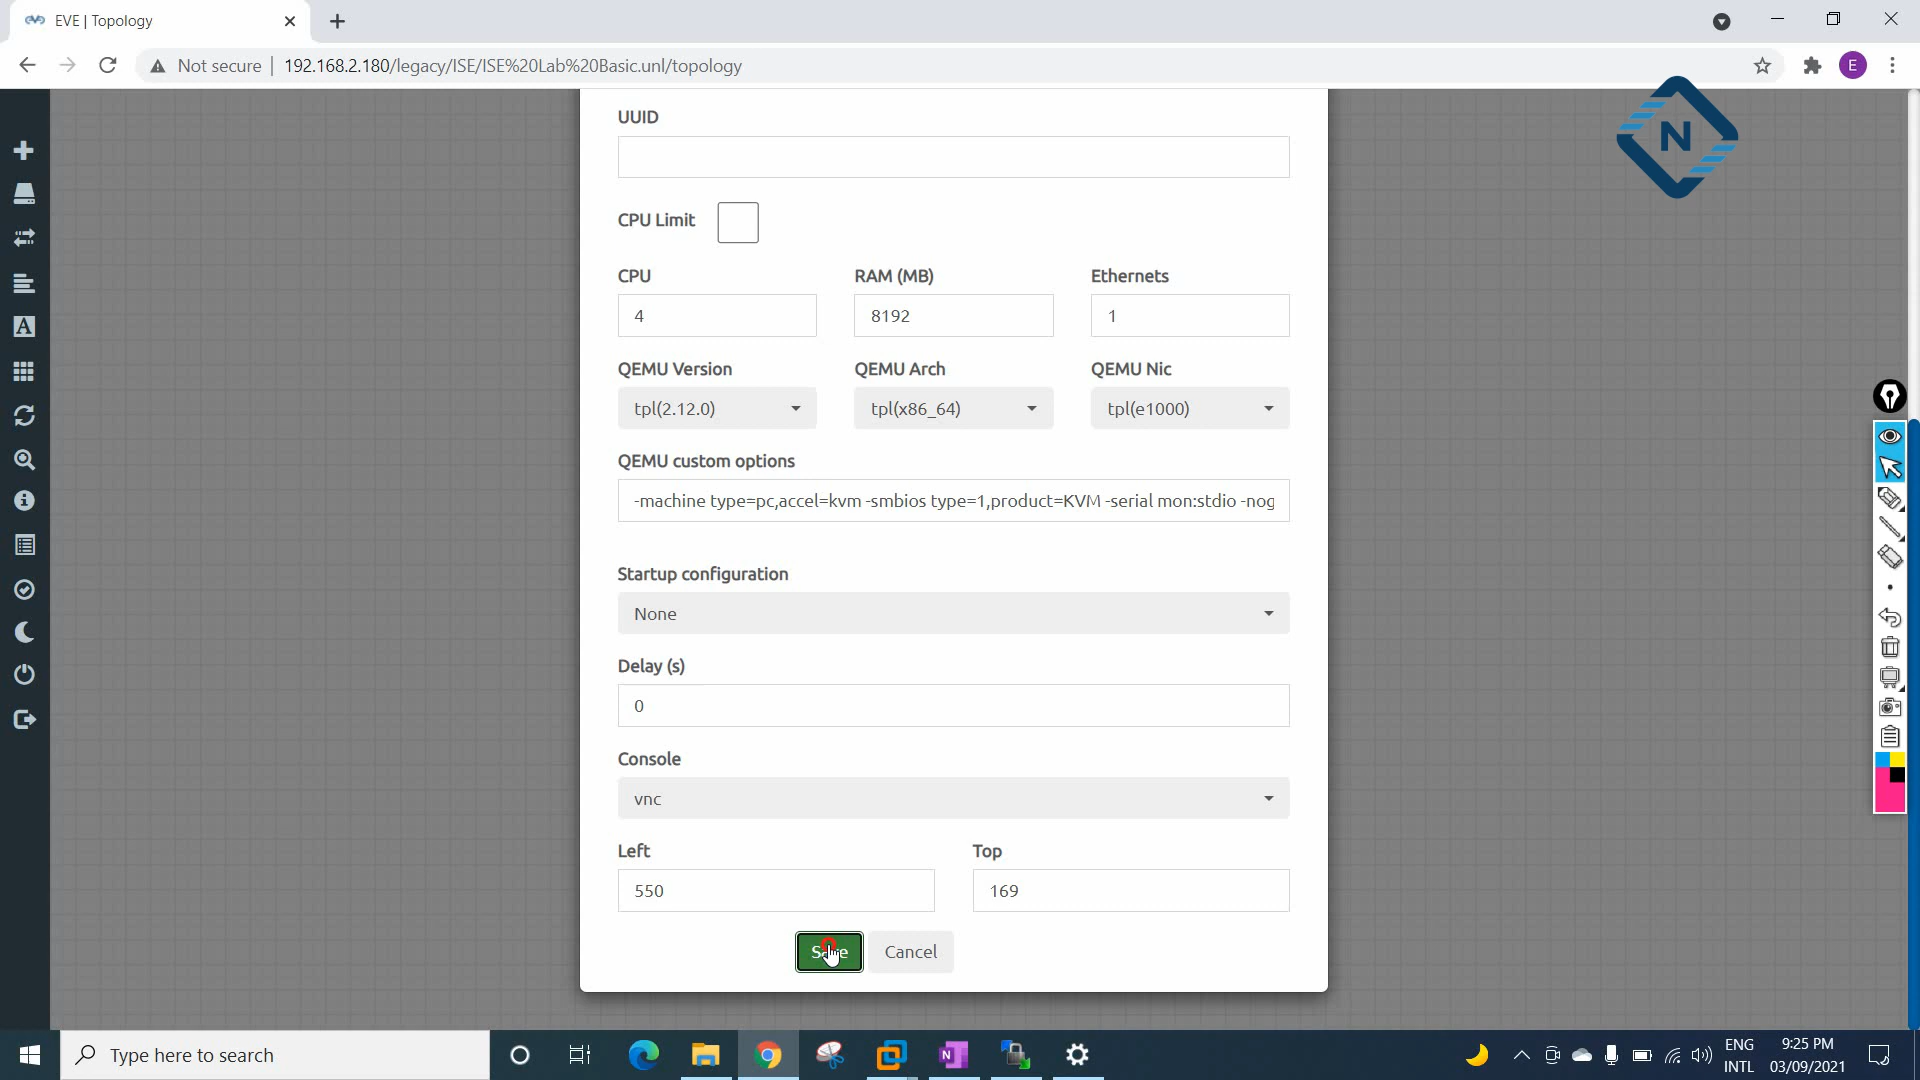 EVE | Topology
Not secure
192.168.2.180/legacy/ISE/ISE%20Lab%20Basic.unl/topology
E
N
UUID
CPU Limit
CPU RAM (MB) Ethernets
4 8192 1
QEMU Version QEMU Arch QEMU Nic
tpl(2.12.0) tpl(x86_64) tpl(e1000)
QEMU custom options
-machine type=pc,accel=kvm -smbios type=1,product=KVM -serial mon:stdio -nog
Startup configuration
None
Delay (s)
0
Console
vnc
Left Top
550 169
Save Cancel
Type here to search
N
ENG
INTL
9:25 PM
03/09/2021